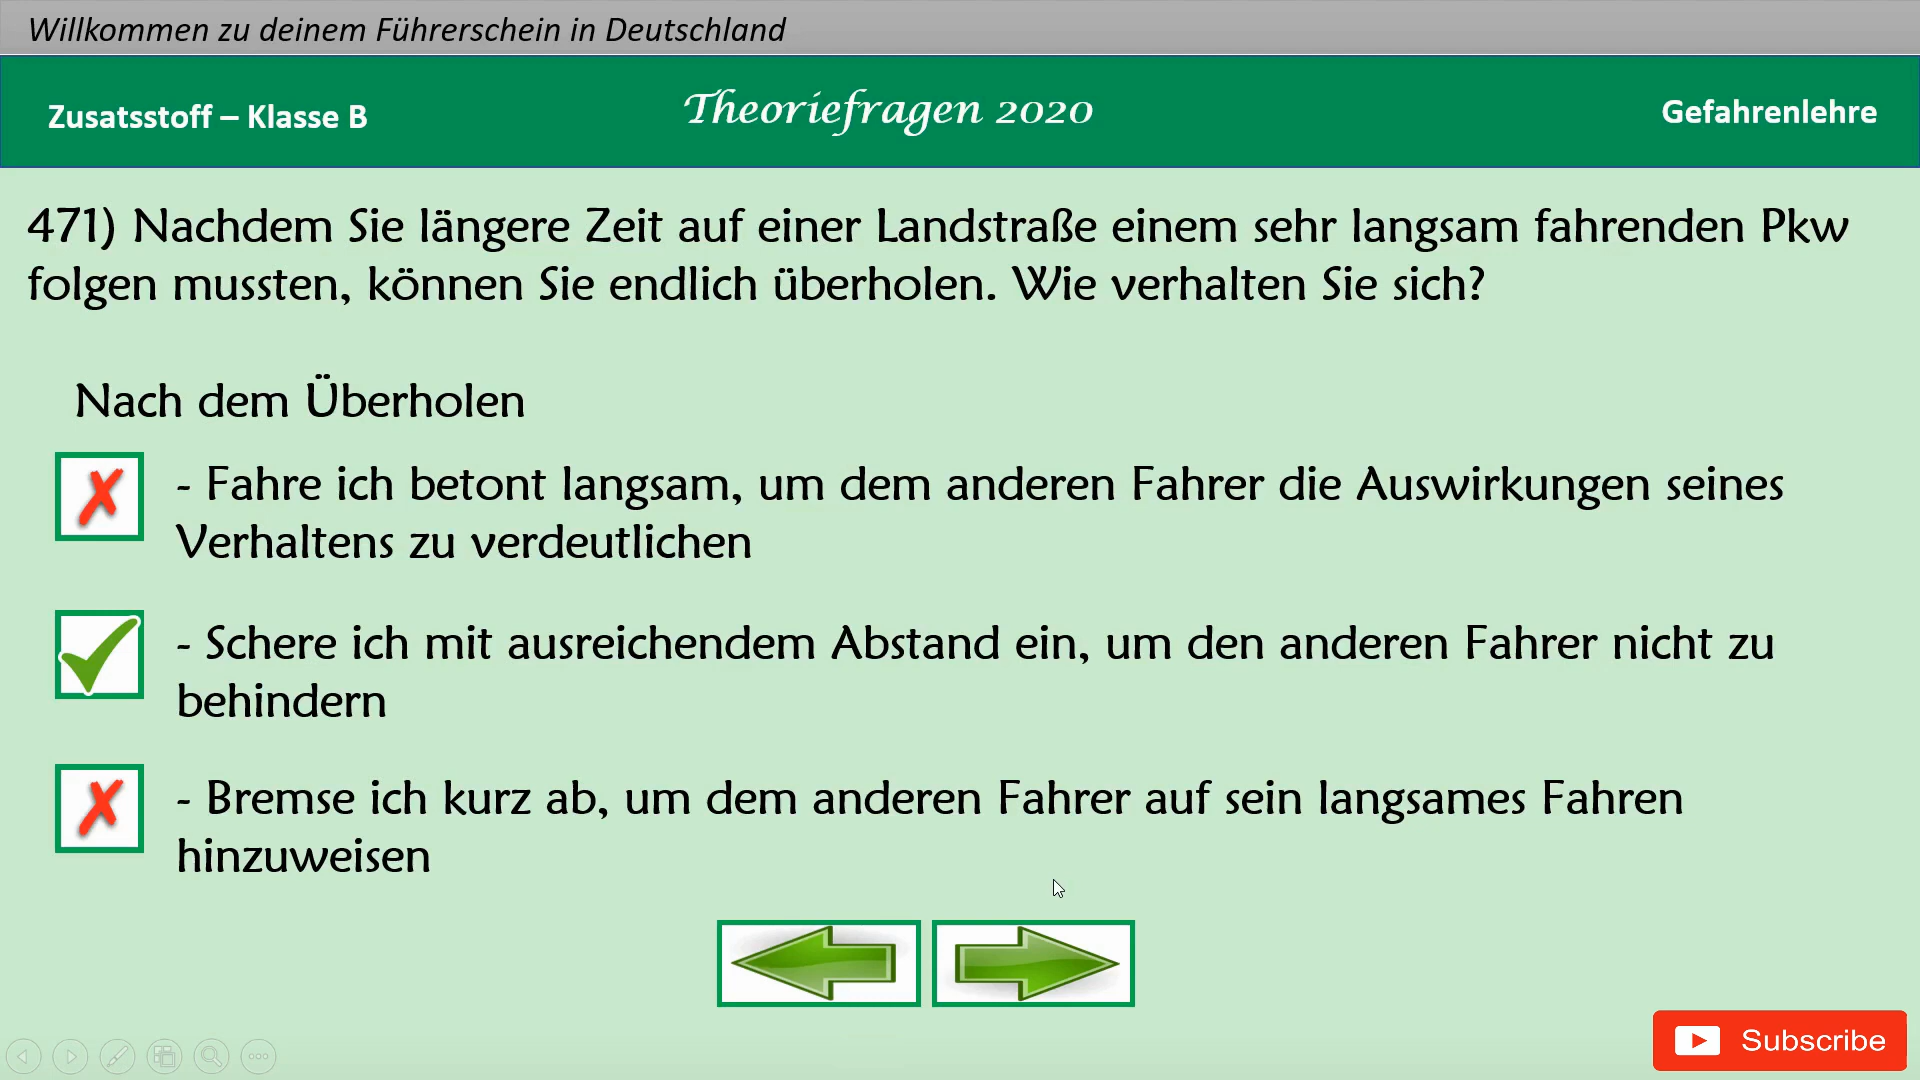 Willkommen zu deinem Führerschein in Deutschland
Zusatsstoff – Klasse B
Theoriefragen 2020
Gefahrenlehre
471) Nachdem Sie längere Zeit auf einer Landstraße einem sehr langsam fahrenden Pkw
folgen mussten, können Sie endlich überholen. Wie verhalten Sie sich?
Nach dem Überholen
- Fahre ich betont langsam, um dem anderen Fahrer die Auswirkungen seines
Verhaltens zu verdeutlichen
- Schere ich mit ausreichendem Abstand ein, um den anderen Fahrer nicht zu
behindern
- Bremse ich kurz ab, um dem anderen Fahrer auf sein langsames Fahren
hinzuweisen
Subscribe